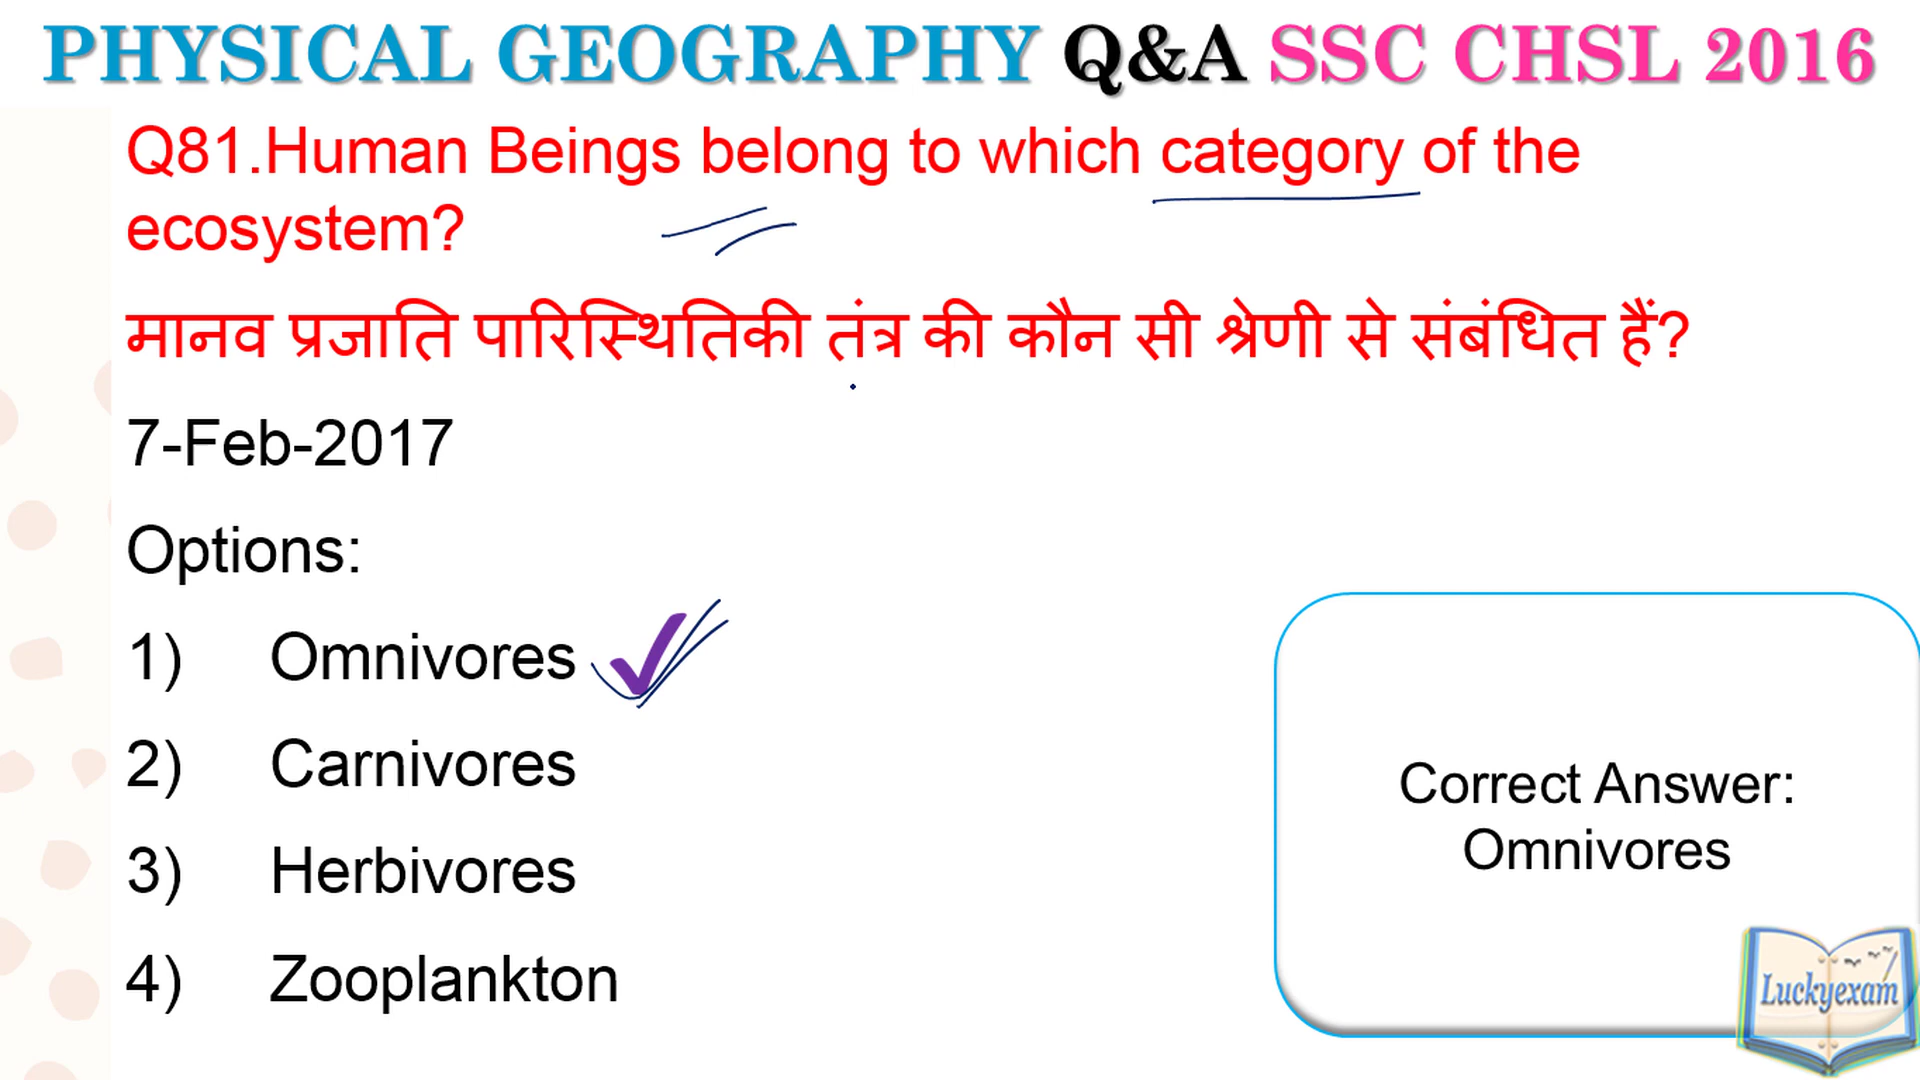 PHYSICAL GEOGRAPHY Q&A SSC CHSL 2016
Q81.Human Beings belong to which category of the
ecosystem?
मानव प्रजाति पारिस्थितिकी तंत्र की कौन सी श्रेणी से संबंधित हैं?
7-Feb-2017
Options:
1) Omnivores
2) Carnivores
3) Herbivores
4) Zooplankton
Correct Answer:
Omnivores
Luckyexam